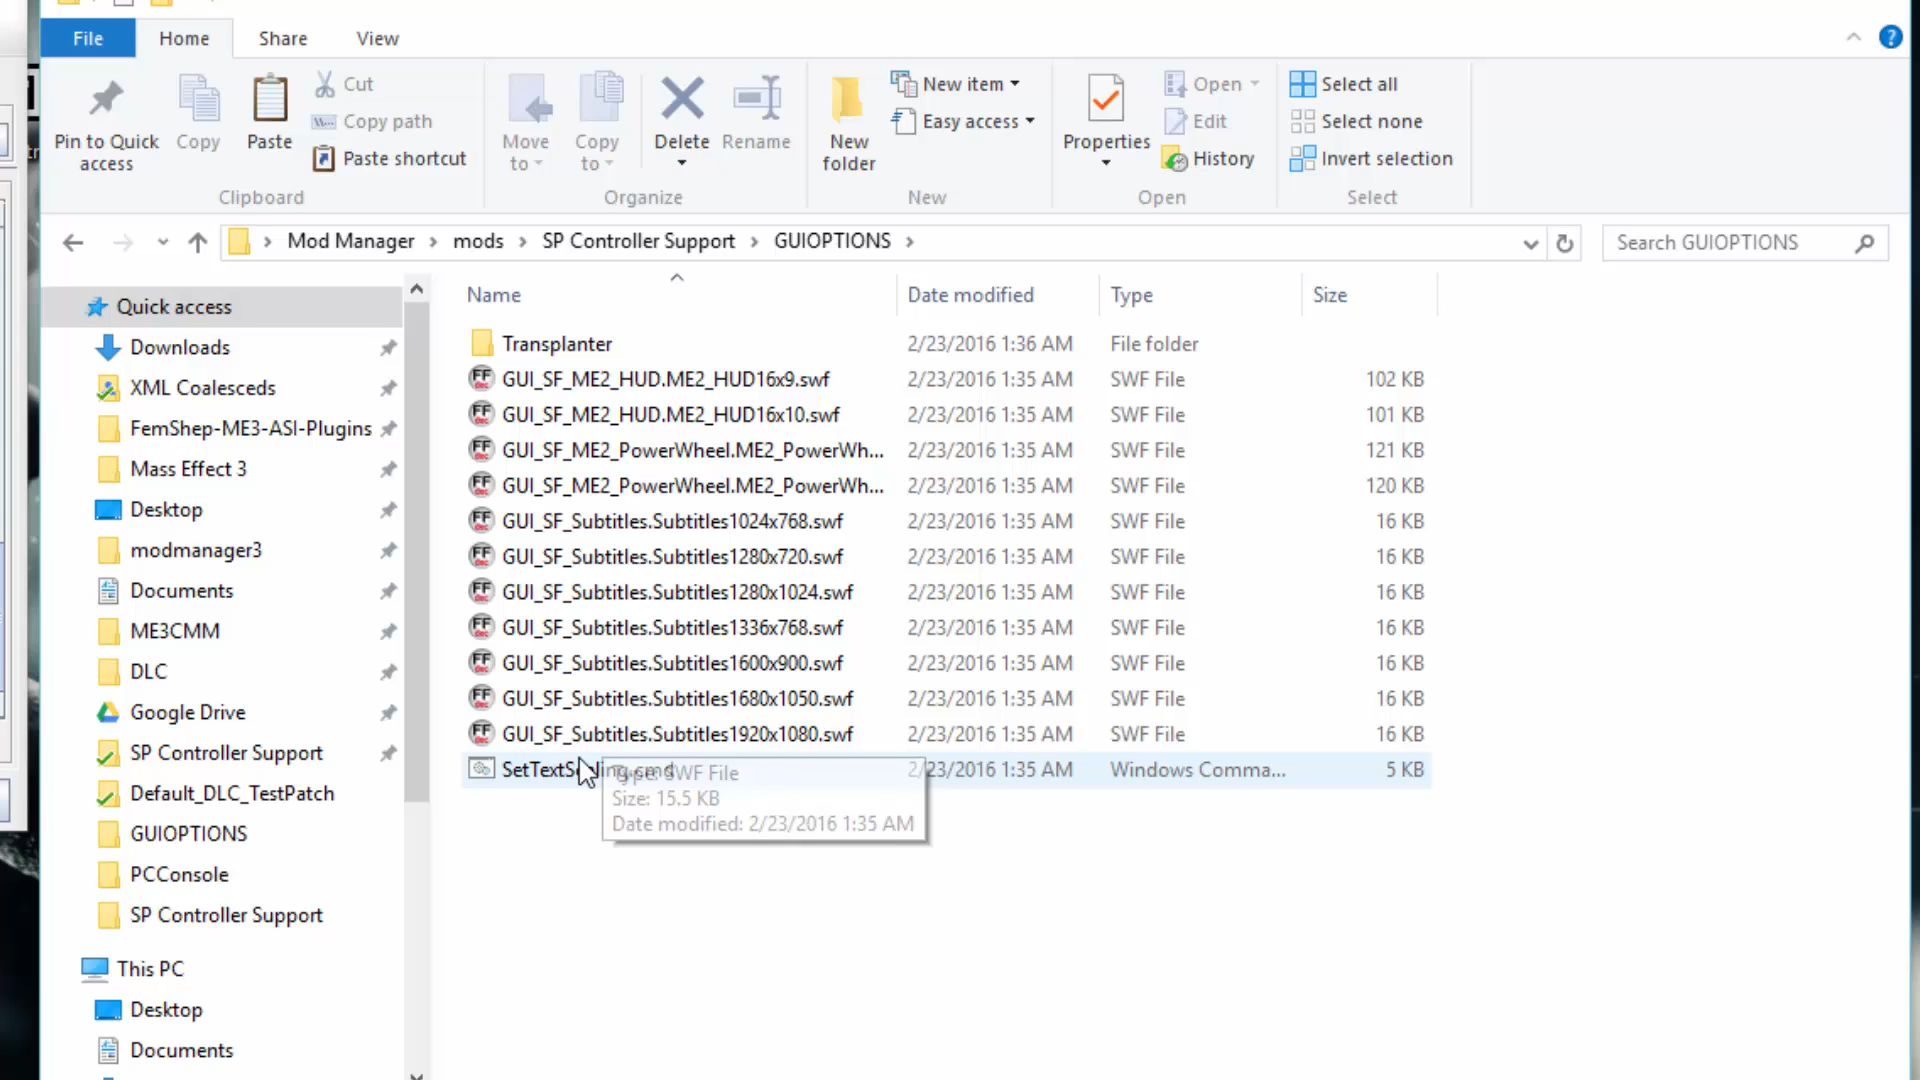 File Home Share View
Pin to Quick access
Copy
Paste
Cut
Copy path
Paste shortcut
Clipboard
Move to
Copy to
Delete
Rename
Organize
New folder
New item
Easy access
New
Properties
Open
Edit
History
Open
Select all
Select none
Invert selection
Select
Mod Manager > mods > SP Controller Support > GUIOPTIONS >
Search GUIOPTIONS
Quick access
Downloads
XML Coalesceds
FemShep-ME3-ASI-Plugins
Mass Effect 3
Desktop
modmanager3
Documents
ME3CMM
DLC
Google Drive
SP Controller Support
Default_DLC_TestPatch
GUIOPTIONS
PCConsole
SP Controller Support
This PC
Desktop
Documents
Name Date modified Type Size
Transplanter 2/23/2016 1:36 AM File folder
GUI_SF_ME2_HUD.ME2_HUD16x9.swf 2/23/2016 1:35 AM SWF File 102 KB
GUI_SF_ME2_HUD.ME2_HUD16x10.swf 2/23/2016 1:35 AM SWF File 101 KB
GUI_SF_ME2_PowerWheel.ME2_PowerWh... 2/23/2016 1:35 AM SWF File 121 KB
GUI_SF_ME2_PowerWheel.ME2_PowerWh... 2/23/2016 1:35 AM SWF File 120 KB
GUI_SF_Subtitles.Subtitles1024x768.swf 2/23/2016 1:35 AM SWF File 16 KB
GUI_SF_Subtitles.Subtitles1280x720.swf 2/23/2016 1:35 AM SWF File 16 KB
GUI_SF_Subtitles.Subtitles1280x1024.swf 2/23/2016 1:35 AM SWF File 16 KB
GUI_SF_Subtitles.Subtitles1336x768.swf 2/23/2016 1:35 AM SWF File 16 KB
GUI_SF_Subtitles.Subtitles1600x900.swf 2/23/2016 1:35 AM SWF File 16 KB
GUI_SF_Subtitles.Subtitles1680x1050.swf 2/23/2016 1:35 AM SWF File 16 KB
GUI_SF_Subtitles.Subtitles1920x1080.swf 2/23/2016 1:35 AM SWF File 16 KB
2/23/2016 1:35 AM Windows Comma... 5 KB
Type: SWF File
Size: 15.5 KB
Date modified: 2/23/2016 1:35 AM